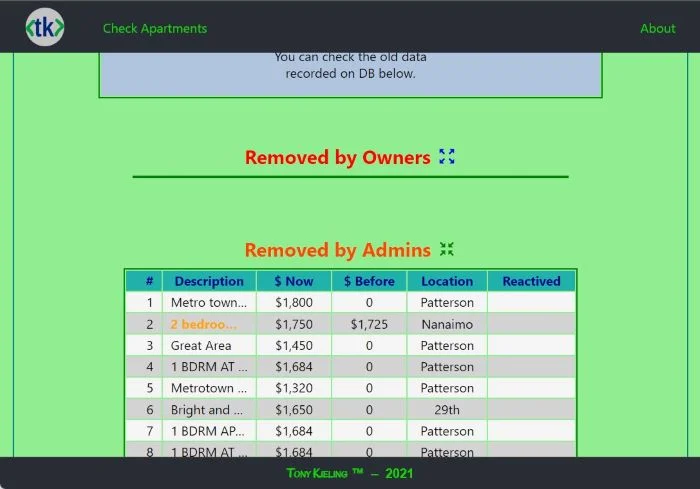 <tk>
Check Apartments
About
You can check the old data
recorded on DB below.
Removed by Owners
Removed by Admins
# Description $ Now $ Before Location Reactived
1 Metro town... $1,800 0 Patterson
2 2 bedroo... $1,750 $1,725 Nanaimo
3 Great Area $1,450 0 Patterson
4 1 BDRM AT ... $1,684 0 Patterson
5 Metrotown ... $1,320 0 Patterson
6 Bright and ... $1,650 0 29th
7 1 BDRM AP... $1,684 0 Patterson
8 1 BDRM AT ... $1,684 0 Patterson
TONY KIELING ™ – 2021